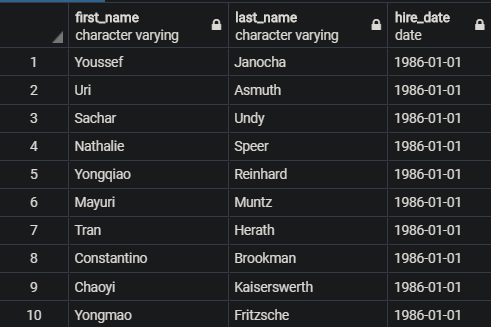 first_name last_name hire_date
character varying character varying date
1 Youssef Janocha 1986-01-01
2 Uri Asmuth 1986-01-01
3 Sachar Undy 1986-01-01
4 Nathalie Speer 1986-01-01
5 Yongqiao Reinhard 1986-01-01
6 Mayuri Muntz 1986-01-01
7 Tran Herath 1986-01-01
8 Constantino Brookman 1986-01-01
9 Chaoyi Kaiserswerth 1986-01-01
10 Yongmao Fritzsche 1986-01-01